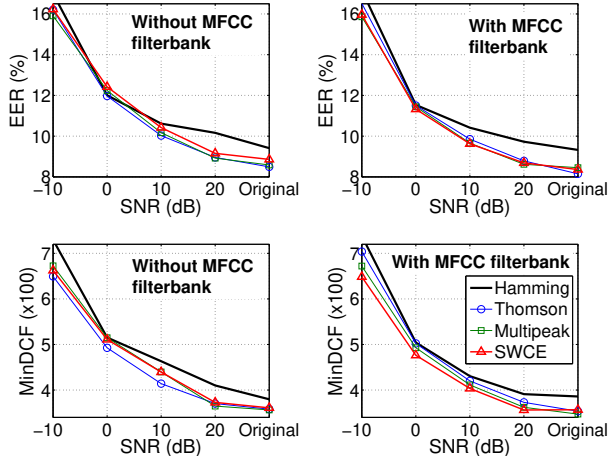 16
14
12
10
8
EER (%)
Without MFCC
filterbank
−10 0 10 20 Original
SNR (dB)
16
14
12
10
8
EER (%)
With MFCC
filterbank
−10 0 10 20 Original
SNR (dB)
7
6
5
4
MinDCF (x100)
Without MFCC
filterbank
−10 0 10 20 Original
SNR (dB)
7
6
5
4
MinDCF (x100)
With MFCC filterbank
Hamming
Thomson
Multipeak
SWCE
−10 0 10 20 Original
SNR (dB)